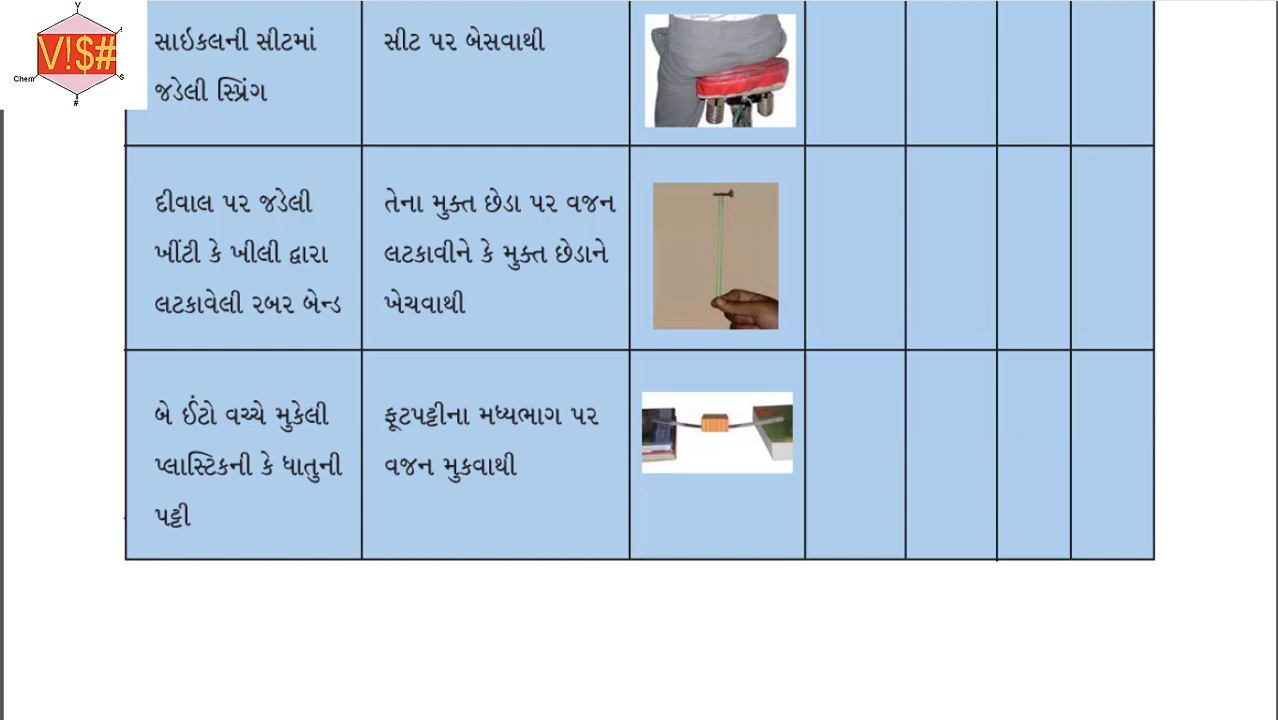 Y
V!$#
Chem
S
#
સાઇકલની સીટમાં
જડેલી સ્પ્રિંગ
સીટ પર બેસવાથી
દીવાલ પર જડેલી
ખીંટી કે ખીલી દ્વારા
લટકાવેલી રબર બેન્ડ
તેના મુક્ત છેડા પર વજન
લટકાવીને કે મુક્ત છેડાને
ખેચવાથી
બે ઈંટો વચ્ચે મુકેલી
પ્લાસ્ટિકની કે ધાતુની
પટ્ટી
ફૂટપટ્ટીના મધ્યભાગ પર
વજન મુકવાથી